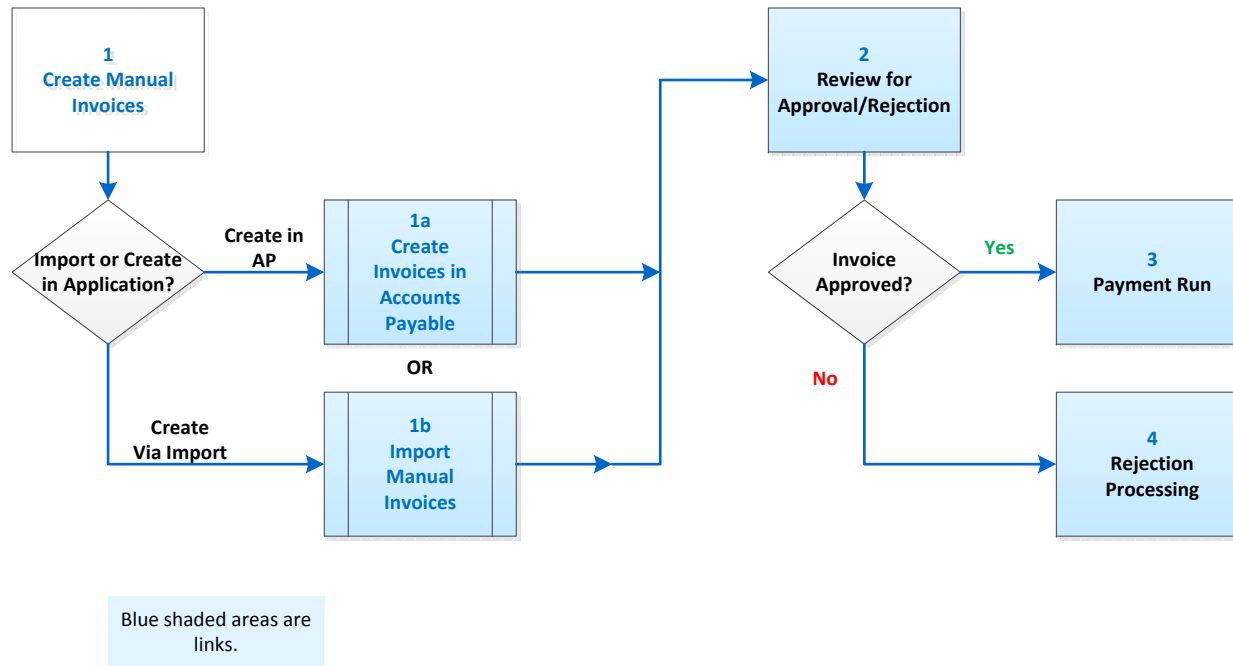 1
Create Manual
Invoices
Import or Create
in Application?
Create in
AP
1a
Create
Invoices in
Accounts
Payable
OR
Create
Via Import
1b
Import
Manual
Invoices
2
Review for
Approval/Rejection
Invoice
Approved?
Yes
3
Payment Run
No
4
Rejection
Processing
Blue shaded areas are
links.